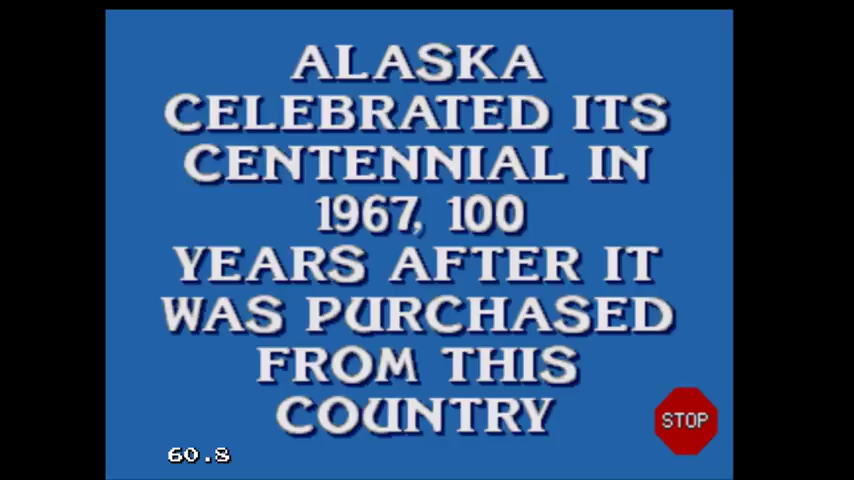 ALASKA
CELEBRATED ITS
CENTENNIAL IN
1967, 100
YEARS AFTER IT
WAS PURCHASED
FROM THIS
COUNTRY
STOP
60.8